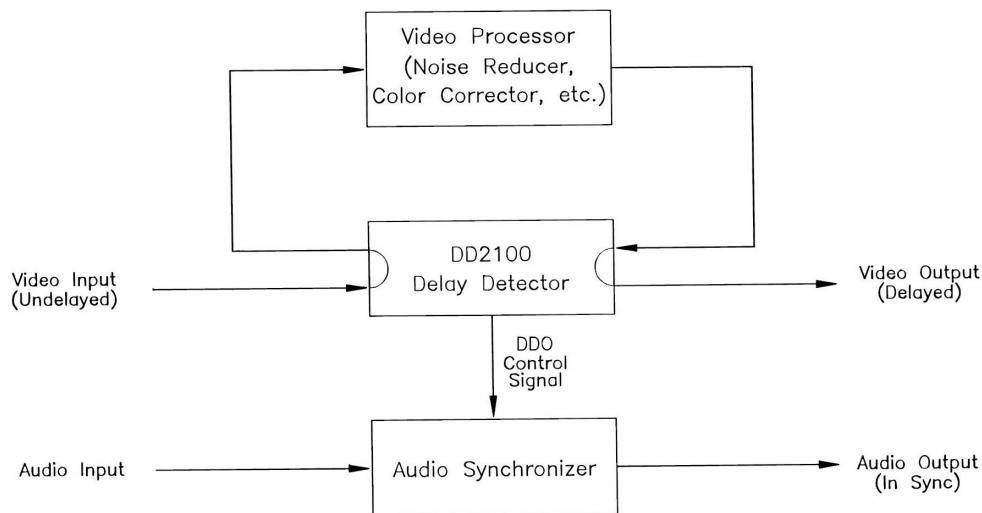 Video Processor
(Noise Reducer,
Color Corrector, etc.)
DD2100
Delay Detector
Video Input
(Undelayed)
Video Output
(Delayed)
DDO
Control
Signal
Audio Input
Audio Synchronizer
Audio Output
(In Sync)